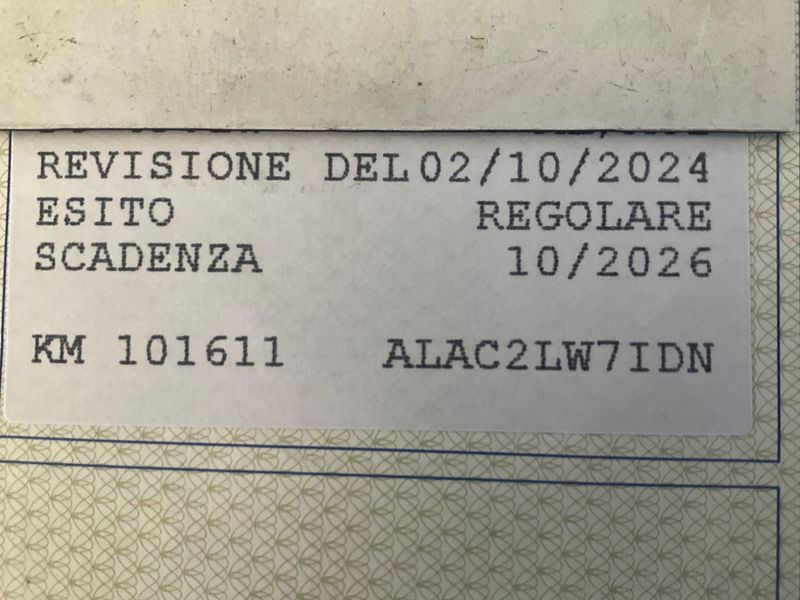 REVISIONE DEL02/10/2024
ESITO REGOLARE
SCADENZA 10/2026
KM 101611 ALAC2LW7IDN